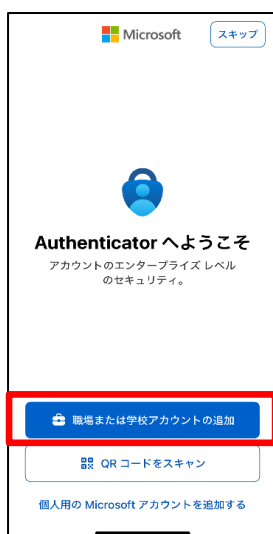 Microsoft
スキップ
Authenticator へようこそ
アカウントのエンタープライズ レベル
のセキュリティ。
職場または学校アカウントの追加
QR コードをスキャン
個人用の Microsoft アカウントを追加する